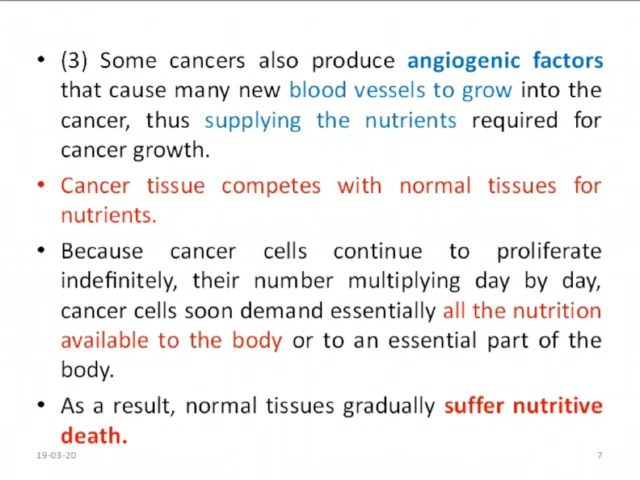 • (3) Some cancers also produce angiogenic factors
that cause many new blood vessels to grow into the
cancer, thus supplying the nutrients required for
cancer growth.
• Cancer tissue competes with normal tissues for
nutrients.
• Because cancer cells continue to proliferate
indefinitely, their number multiplying day by day,
cancer cells soon demand essentially all the nutrition
available to the body or to an essential part of the
body.
• As a result, normal tissues gradually suffer nutritive
death.
19-03-20 7